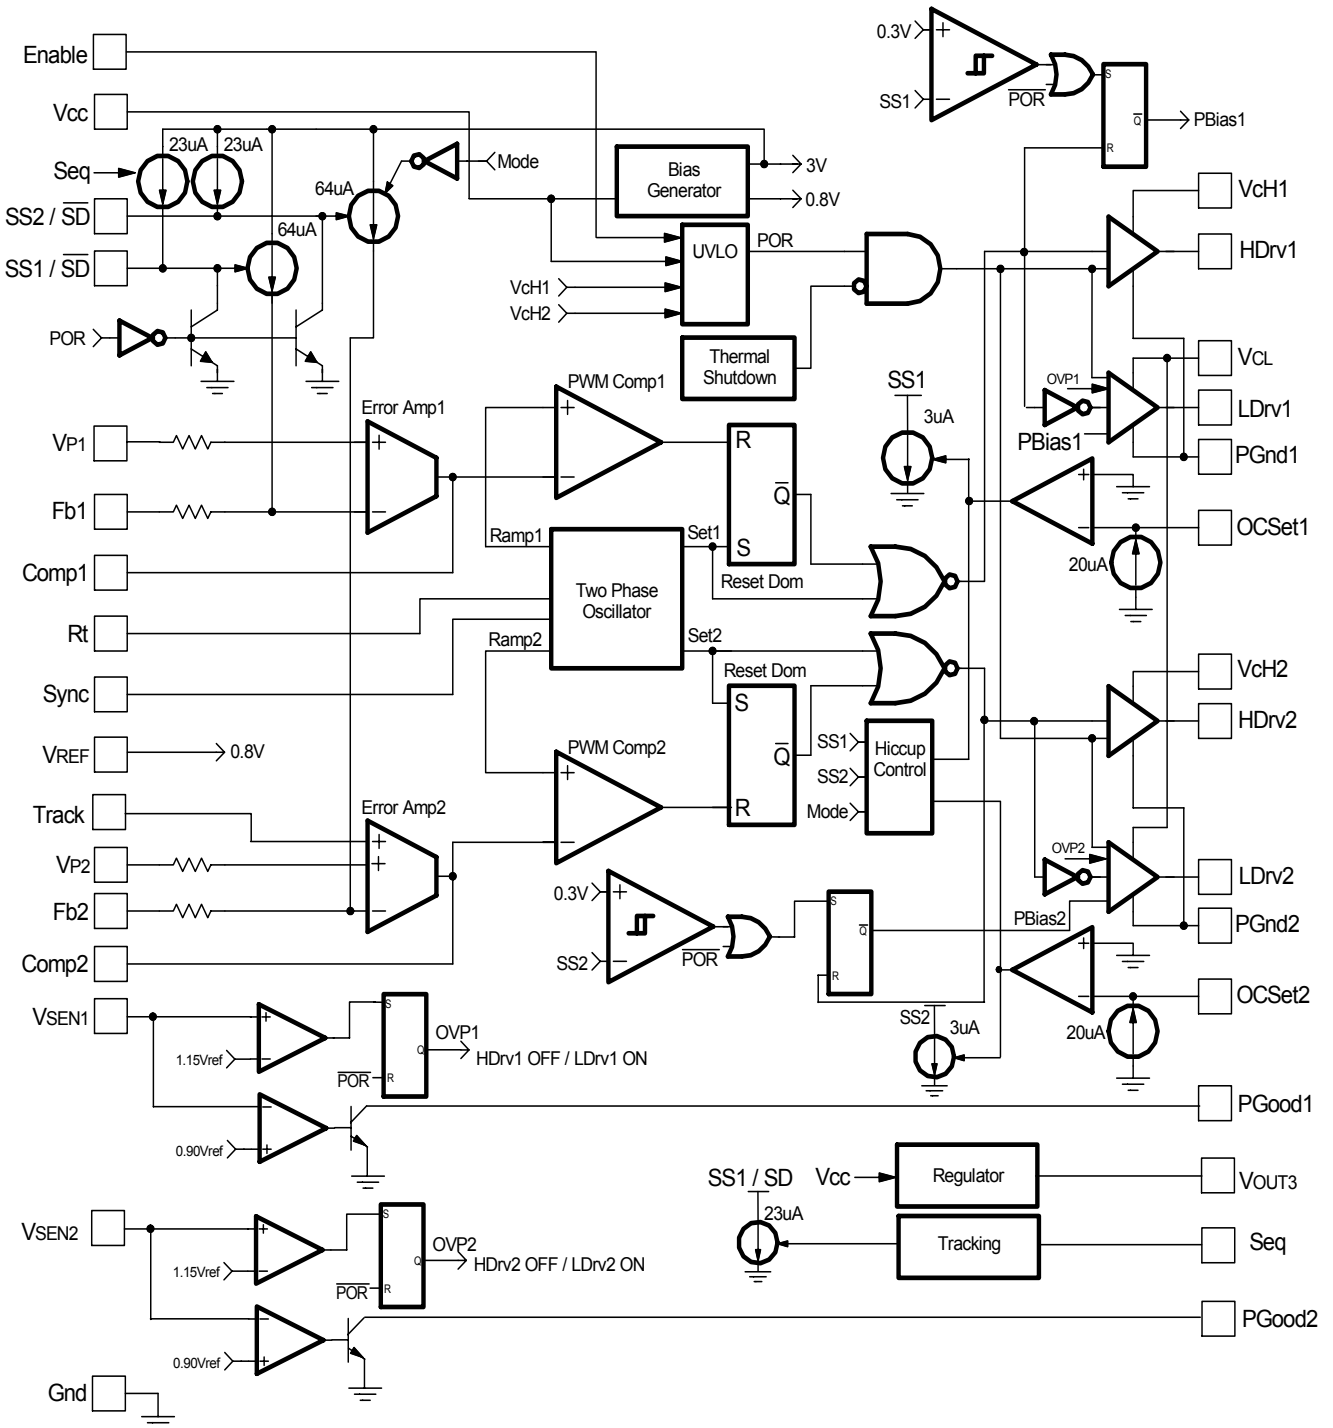 Enable
Vcc
Seq
SS2 / SD
SS1 / SD
23uA
23uA
64uA
64uA
Mode
POR
Bias
Generator
3V
0.8V
UVLO
POR
VcH1
VcH2
Thermal
Shutdown
0.3V
SS1
POR
S
Q
R
PBias1
VcH1
HDrv1
VCL
OVP1
LDrv1
PBias1
PGnd1
OCSet1
20uA
SS1
3uA
VP1
Fb1
Error Amp1
PWM Comp1
R
Q
S
Reset Dom
Comp1
Rt
Sync
VREF
0.8V
Ramp1
Set1
Two Phase
Oscillator
Ramp2
Set2
Reset Dom
S
Q
R
PWM Comp2
SS1
SS2
Mode
Hiccup
Control
VcH2
HDrv2
OVP2
LDrv2
PBias2
PGnd2
OCSet2
20uA
Track
VP2
Fb2
Error Amp2
Comp2
0.3V
SS2
POR
S
Q
R
SS2
3uA
VSEN1
1.15Vref
POR
S
Q
R
OVP1
HDrv1 OFF / LDrv1 ON
0.90Vref
PGood1
SS1 / SD
23uA
Vcc
Regulator
VOUT3
Tracking
Seq
VSEN2
1.15Vref
POR
S
Q
R
OVP2
HDrv2 OFF / LDrv2 ON
0.90Vref
PGood2
Gnd